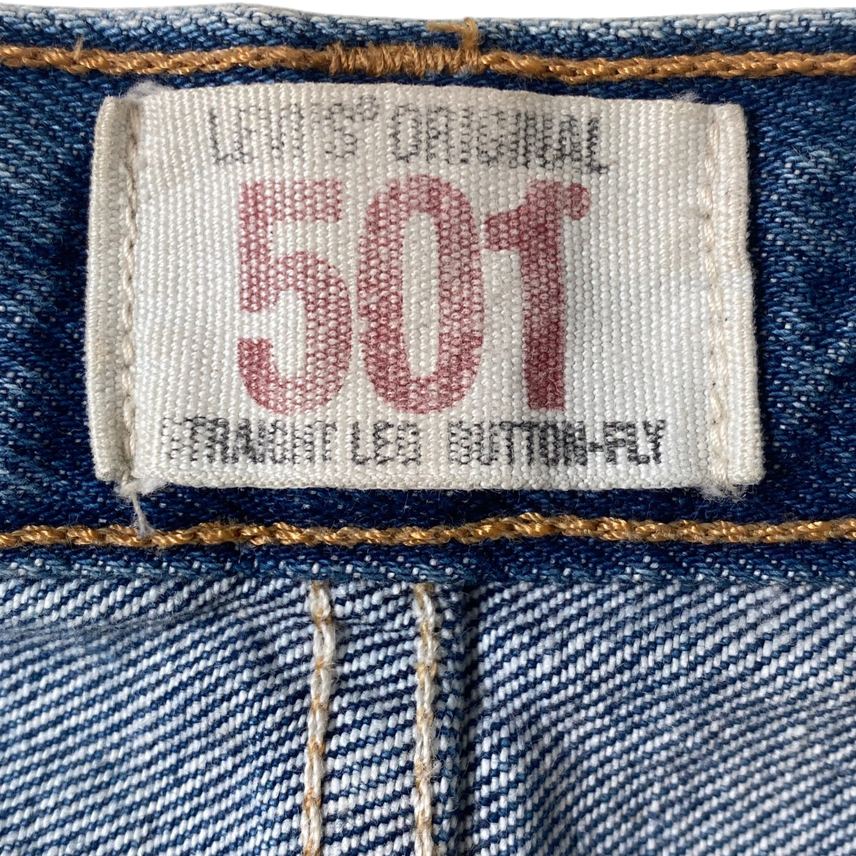 LEVI'S® ORIGINAL
501®
STRAIGHT LEG BUTTON-FLY